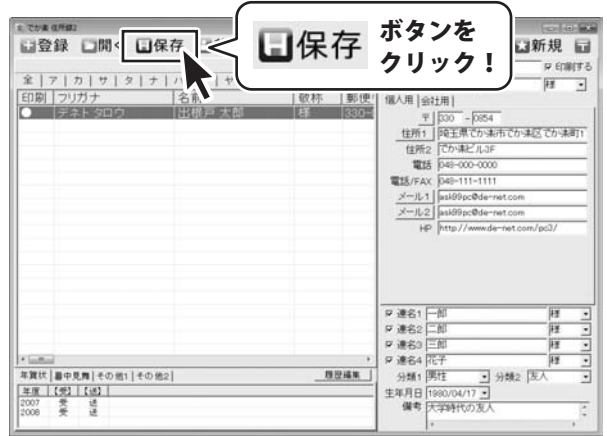 でか楽 住所録2
登録
開く
保存
保存
ボタンを
クリック！
新規
印刷する
全 ア カ サ タ ナ ハ ヤ
様
印刷 フリガナ 名前 敬称 郵便
デネト タロウ 出根戸 太郎 様 330-
個人用 会社用
〒 330 - 0854
住所1 埼玉県でか楽市でか楽区でか楽町1
住所2 でか楽ビル3F
電話 048-000-0000
電話/FAX 048-111-1111
メール1 ask99pc@de-net.com
メール2 ask99pc@de-net.com
HP http://www.de-net.com/pc3/
連名1 一郎 様
連名2 二郎 様
連名3 三郎 様
連名4 花子 様
分類1 男性 分類2 友人
生年月日 1980/04/17
備考 大学時代の友人
年賀状 暑中見舞 その他1 その他2 履歴編集
年度 【受】 【送】
2007 受 送
2008 受 送